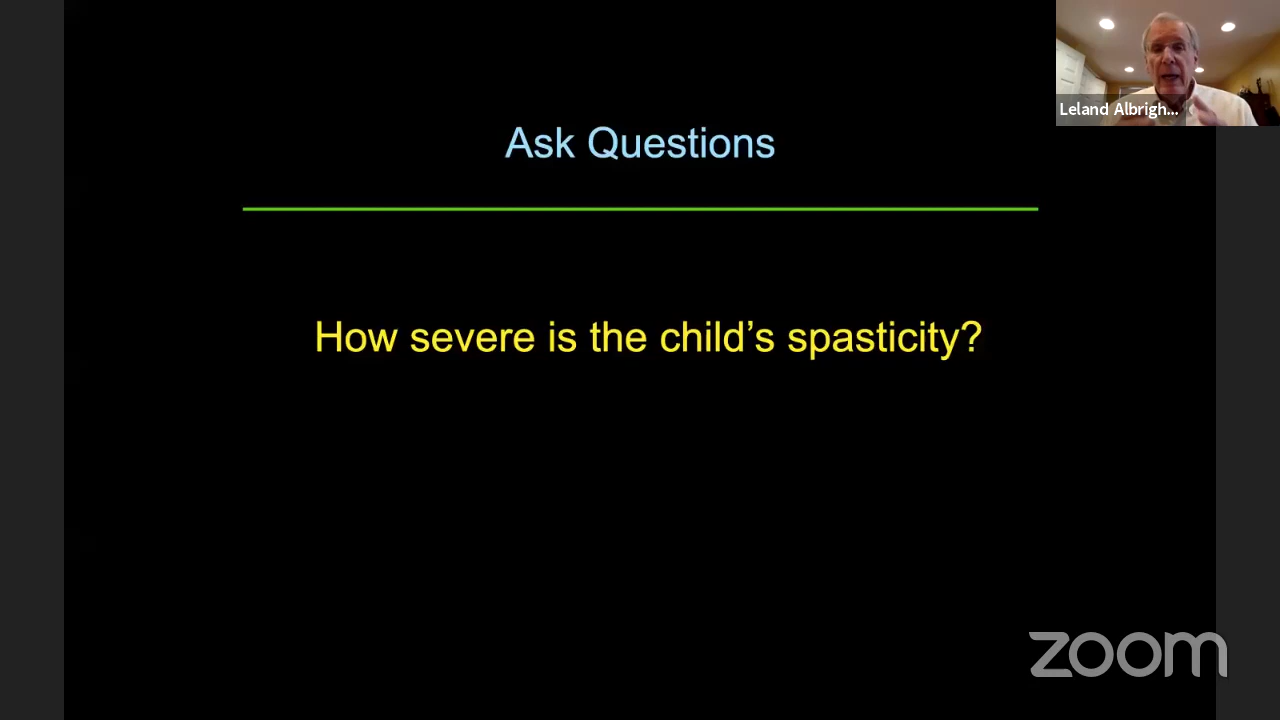 Leland Albrigh...
Ask Questions
How severe is the child’s spasticity?
zoom